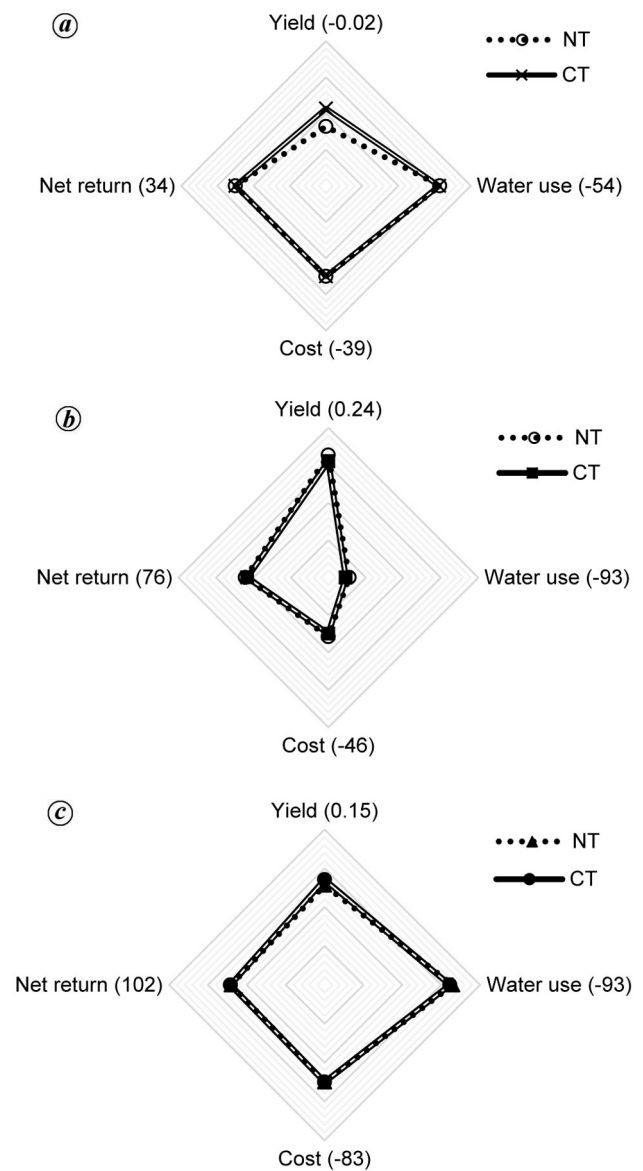 a
Yield (-0.02)
NT
CT
Net return (34)
Water use (-54)
Cost (-39)
b
Yield (0.24)
NT
CT
Net return (76)
Water use (-93)
Cost (-46)
c
Yield (0.15)
NT
CT
Net return (102)
Water use (-93)
Cost (-83)